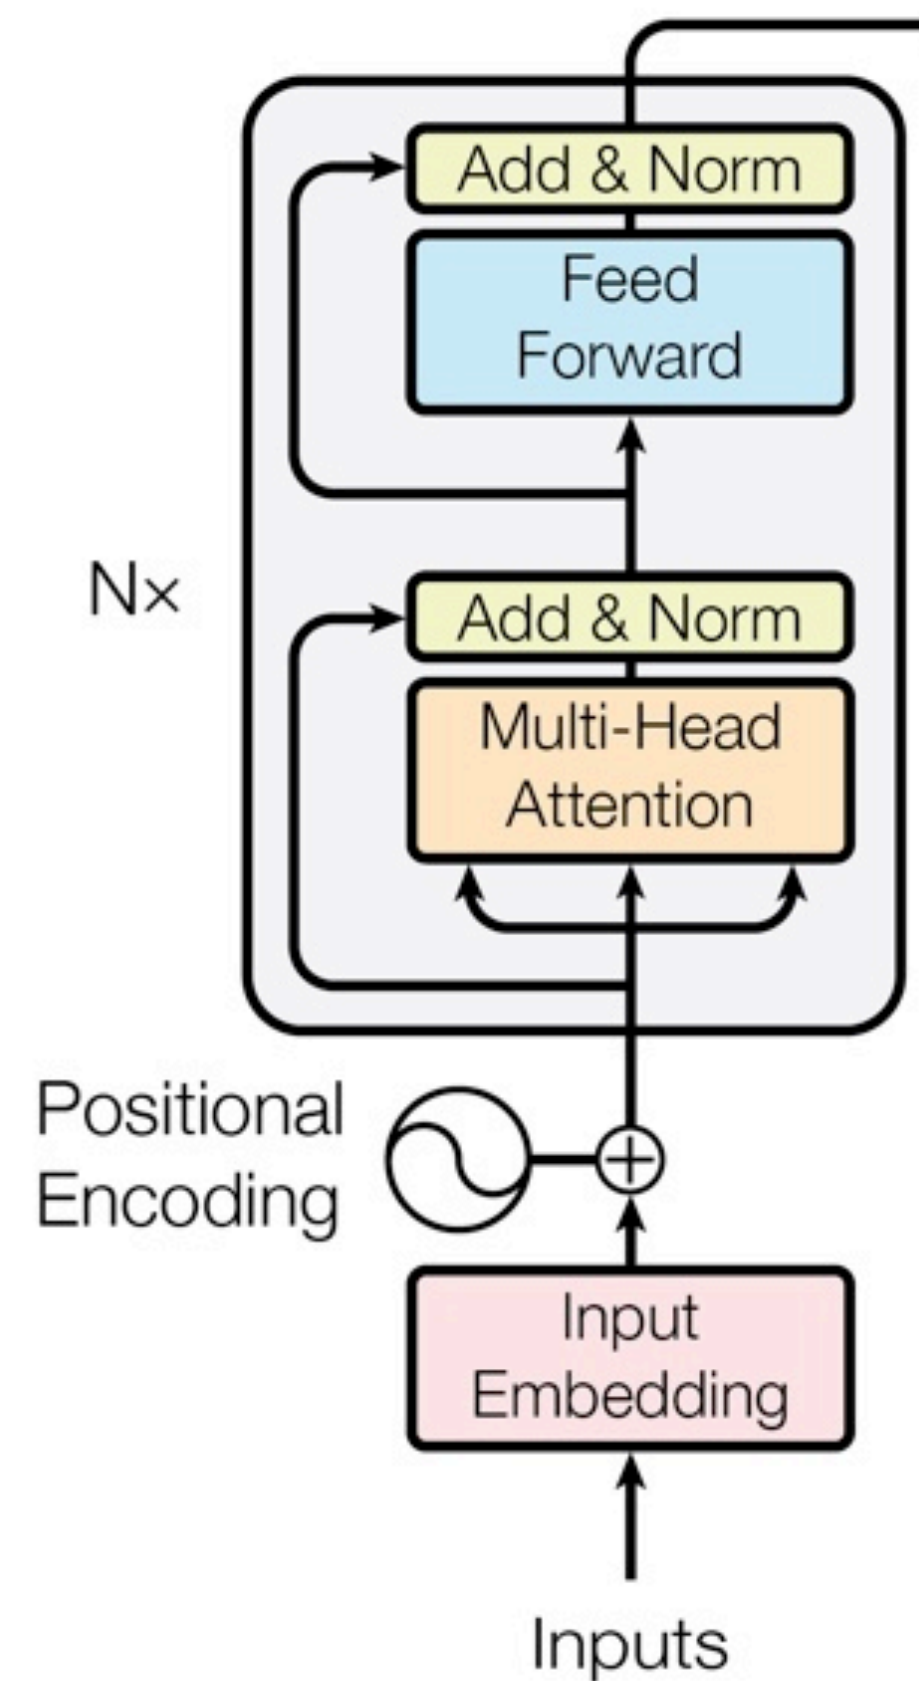 Add & Norm
Feed
Forward
Nx
Add & Norm
Multi-Head
Attention
Positional
Encoding
Input
Embedding
Inputs